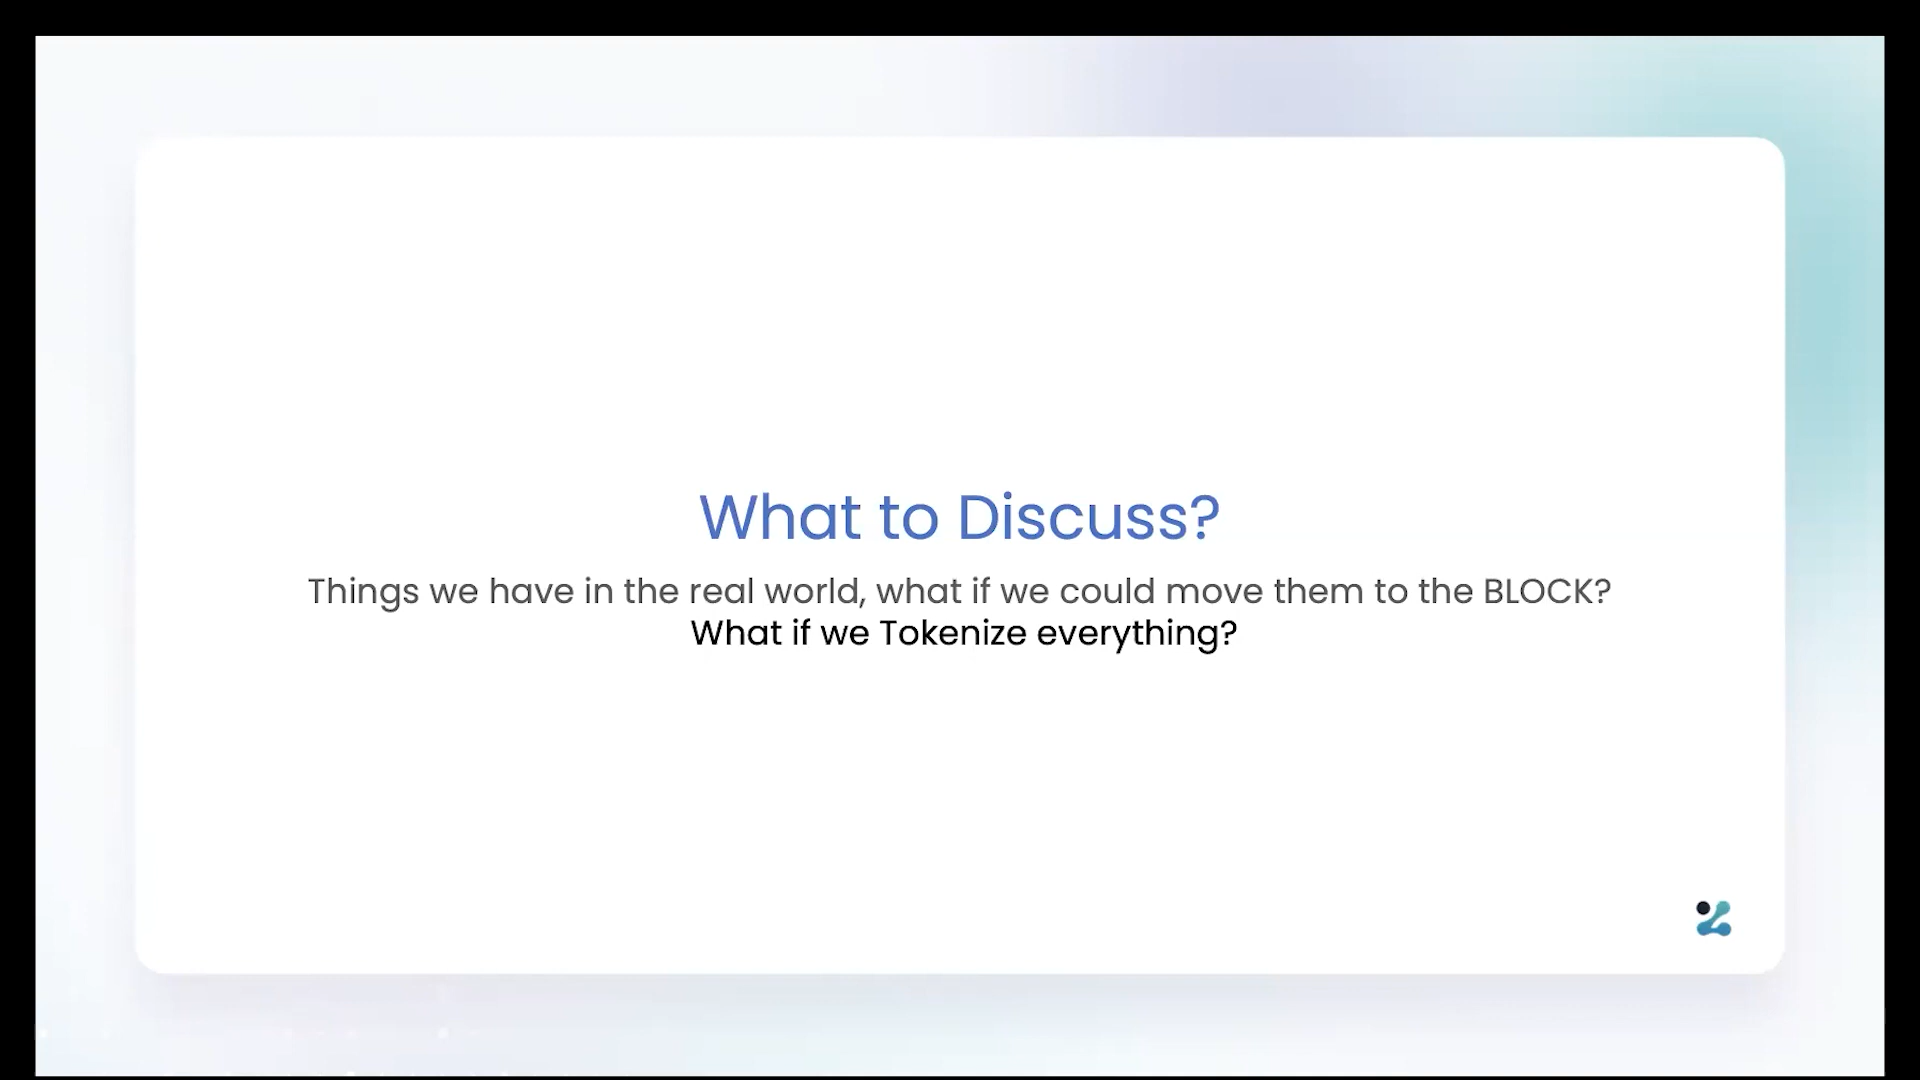 What to Discuss?
Things we have in the real world, what if we could move them to the BLOCK?
What if we Tokenize everything?